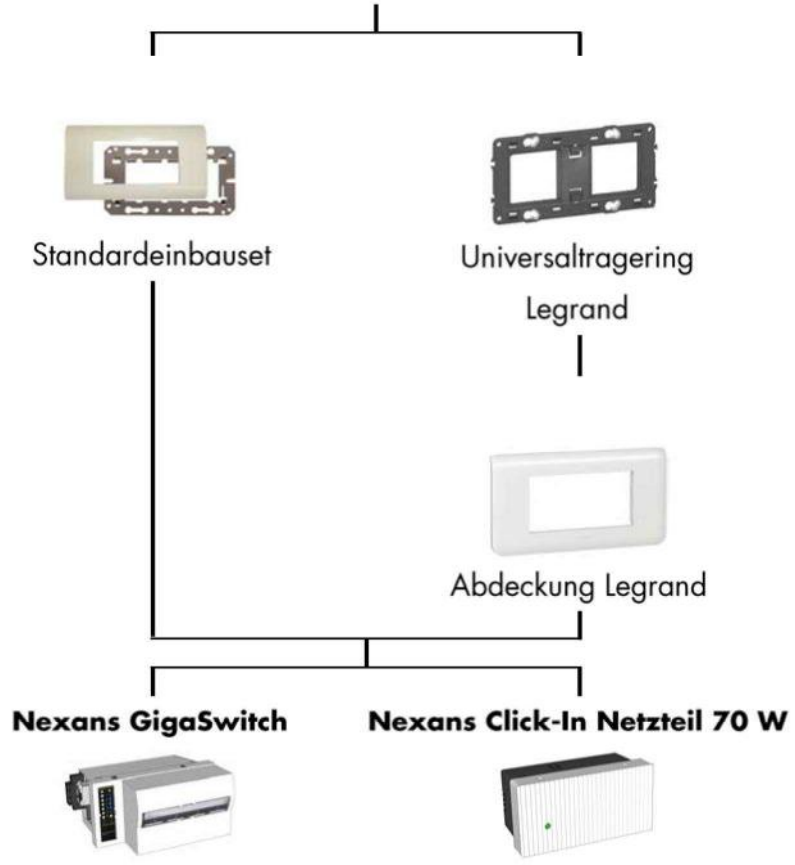 Standardeinbauset
Universaltragering
Legrand
Abdeckung Legrand
Nexans GigaSwitch
Nexans Click-In Netzteil 70 W